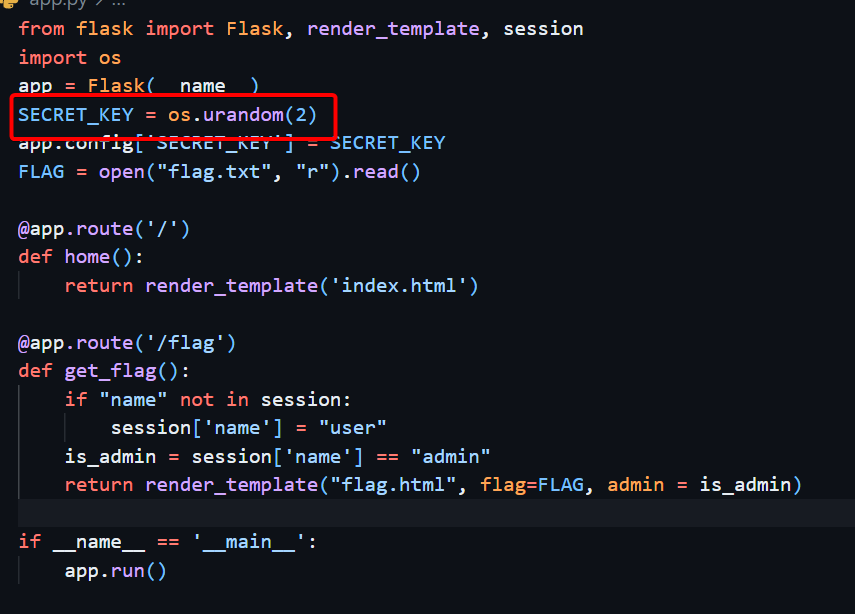 app.py > ...
from flask import Flask, render_template, session
import os
app = Flask(__name__)
SECRET_KEY = os.urandom(2)
app.config['SECRET_KEY'] = SECRET_KEY
FLAG = open("flag.txt", "r").read()
@app.route('/')
def home():
return render_template('index.html')
@app.route('/flag')
def get_flag():
if "name" not in session:
session['name'] = "user"
is_admin = session['name'] == "admin"
return render_template("flag.html", flag=FLAG, admin = is_admin)
if __name__ == '__main__':
app.run()